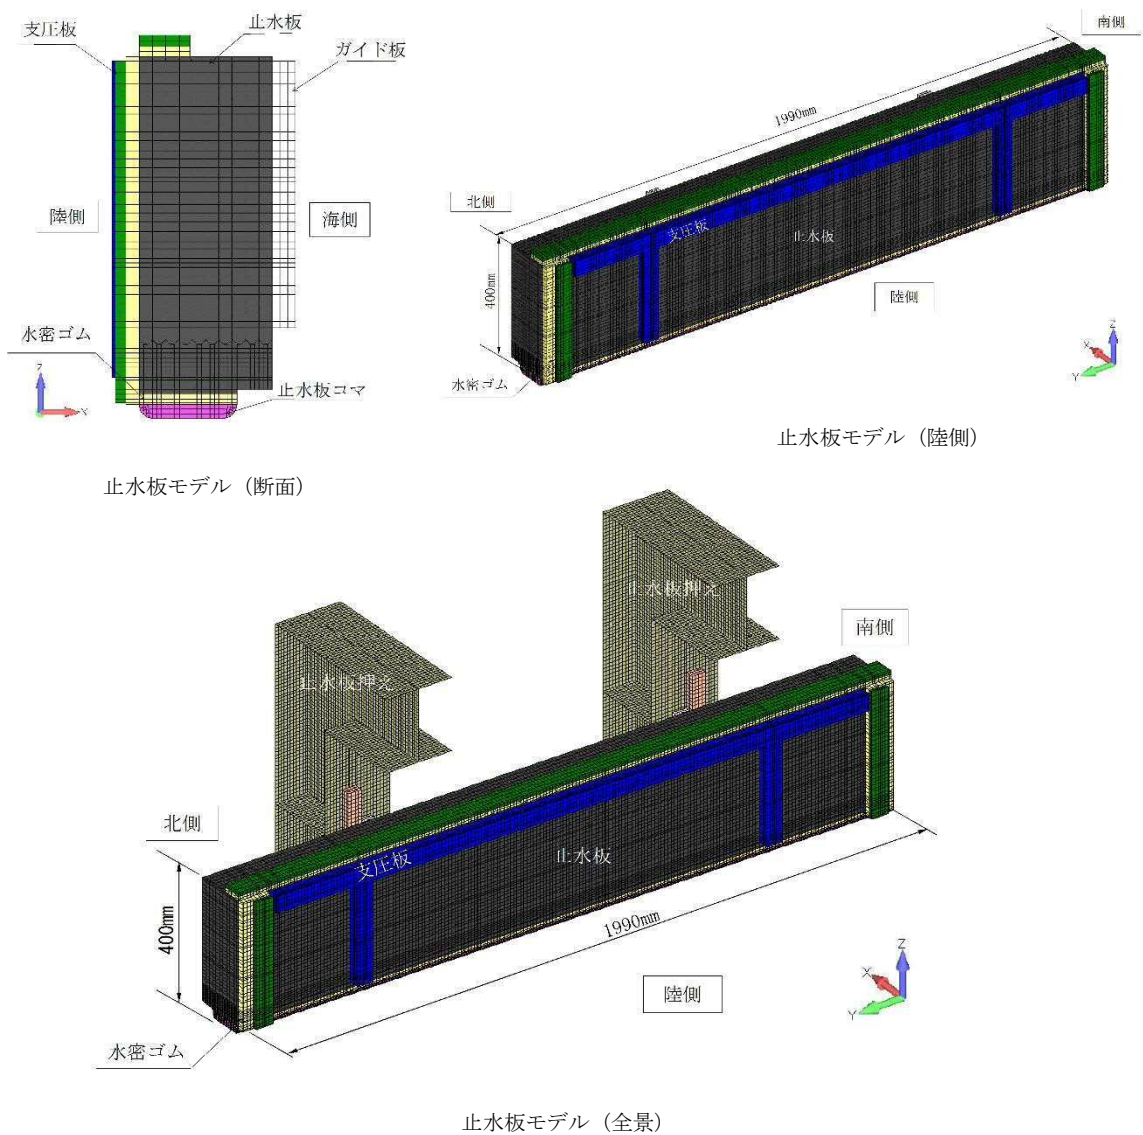 支圧板
止水板
ガイド板
陸側
海側
水密ゴム
止水板コマ
Z
X
止水板モデル（断面）
南側
1990mm
北側
支圧板
止水板
400mm
陸側
水密ゴム
Z
X
Y
止水板モデル（陸側）
止水板押え
止水板押え
南側
北側
支圧板
止水板
400mm
1990mm
陸側
水密ゴム
Z
X
Y
止水板モデル（全景）